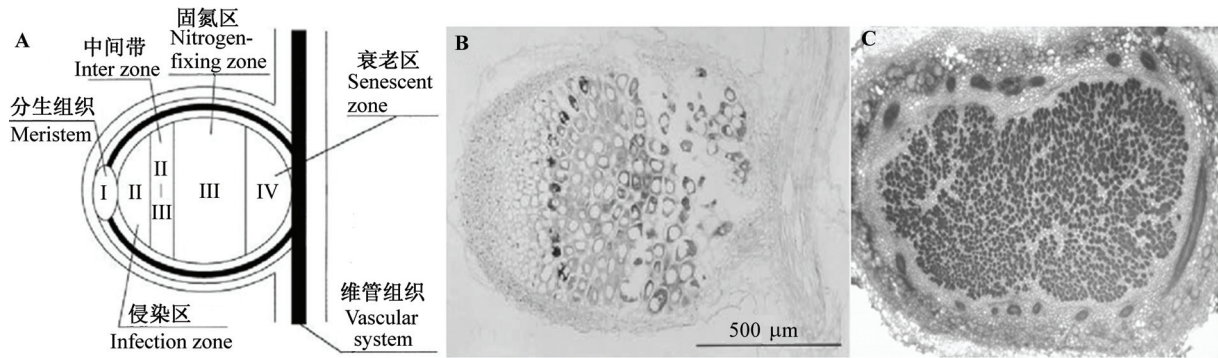 A
中间带
Inter zone
固氮区
Nitrogen-
fixing zone
衰老区
Senescent
zone
分生组织
Meristem
I
II
II
III
III
IV
侵染区
Infection zone
维管组织
Vascular
system
B
500 μm
C